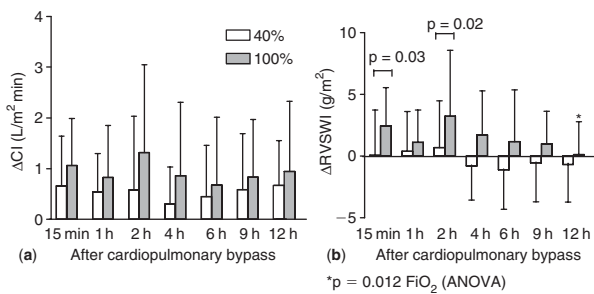 4
3
2
1
0
ΔCI (L/m² min)
40%
100%
15 min 1 h 2 h 4 h 6 h 9 h 12 h
(a) After cardiopulmonary bypass
10
5
0
−5
ΔRVSWI (g/m²)
p = 0.02
p = 0.03
*
15 min 1 h 2 h 4 h 6 h 9 h 12 h
(b) After cardiopulmonary bypass
*p = 0.012 FiO₂ (ANOVA)